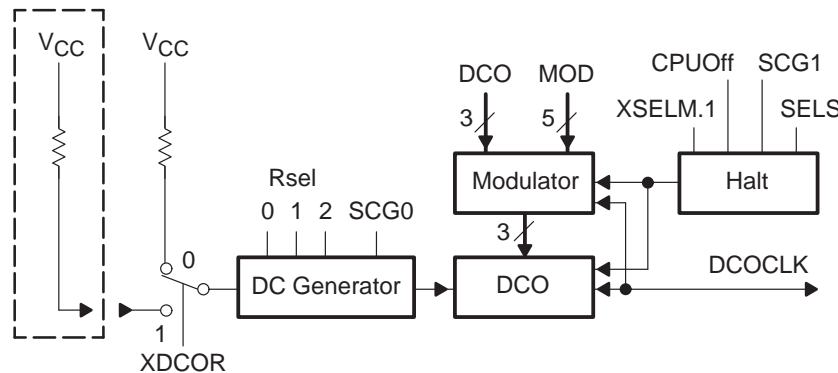 VCC
VCC
DCO
MOD
CPUOff
SCG1
3
5
XSELM.1
SELS
Rsel
0
1
2
SCG0
Modulator
Halt
3
0
DC Generator
DCO
DCOCLK
1
XDCOR